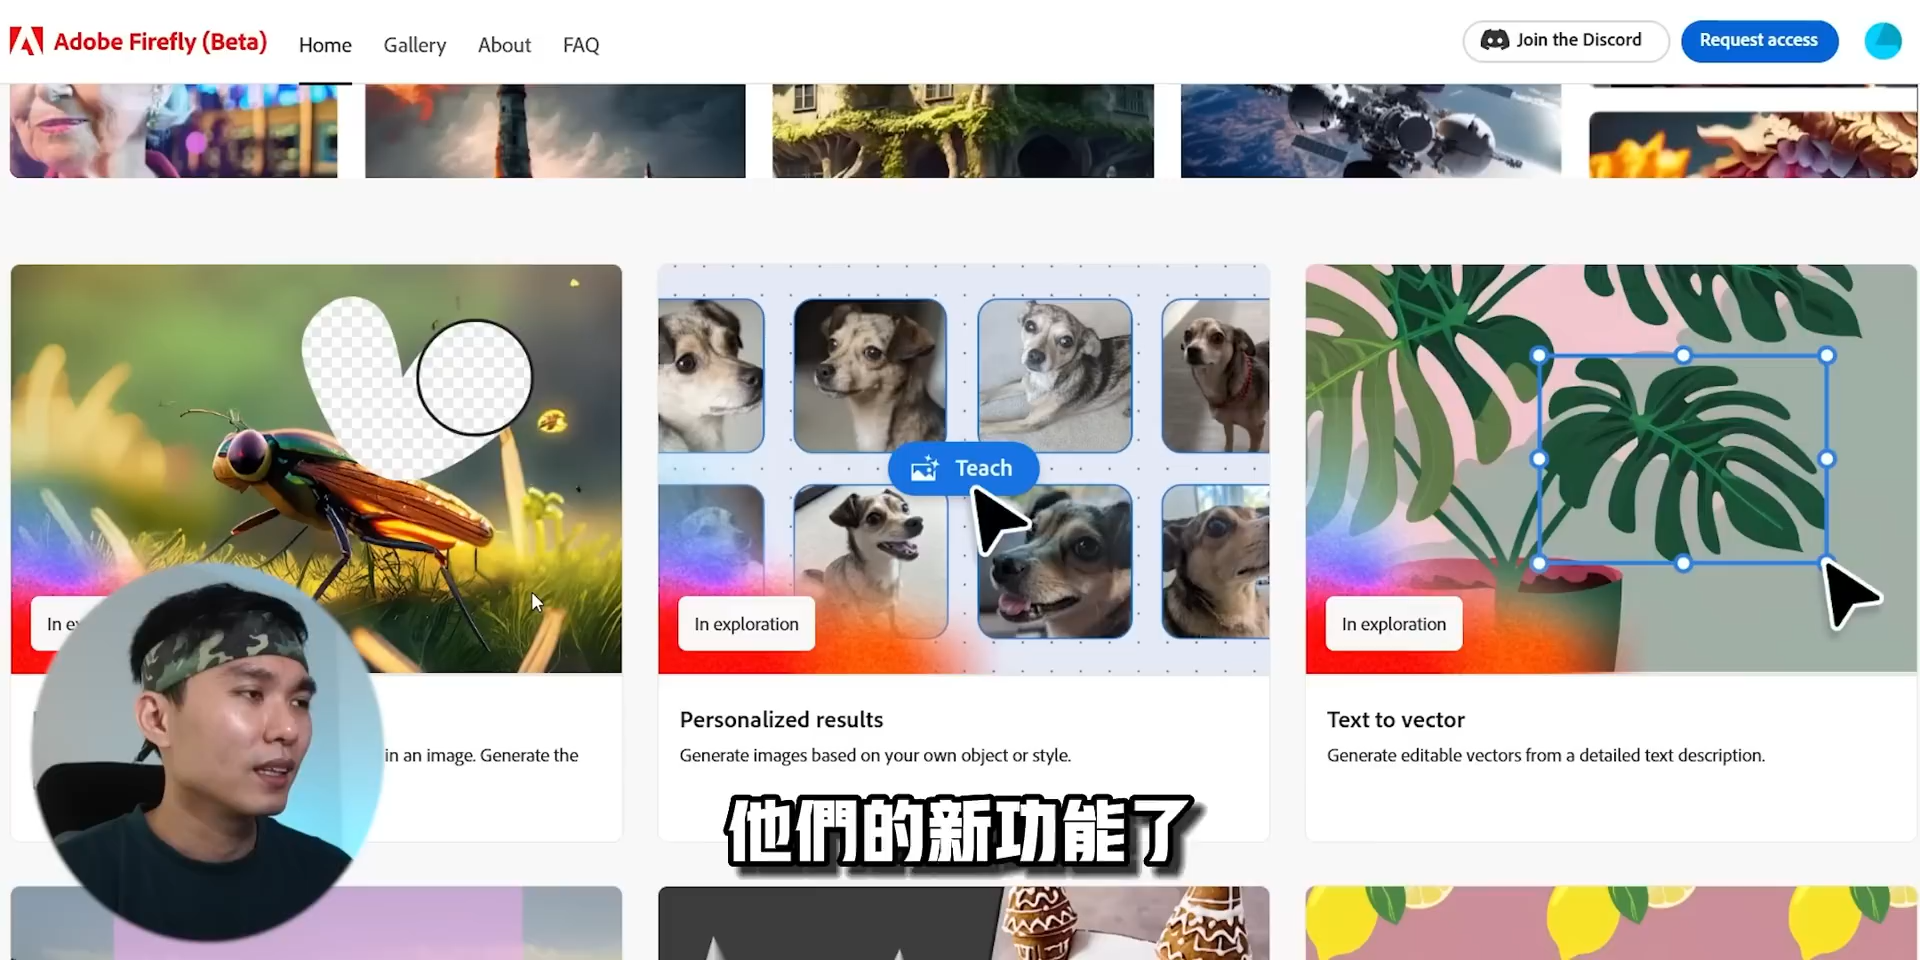 Adobe Firefly (Beta)
Home
Gallery
About
FAQ
Join the Discord
Request access
Teach
In
In exploration
In exploration
in an image. Generate the
Personalized results
Generate images based on your own object or style.
Text to vector
Generate editable vectors from a detailed text description.
他們的新功能了